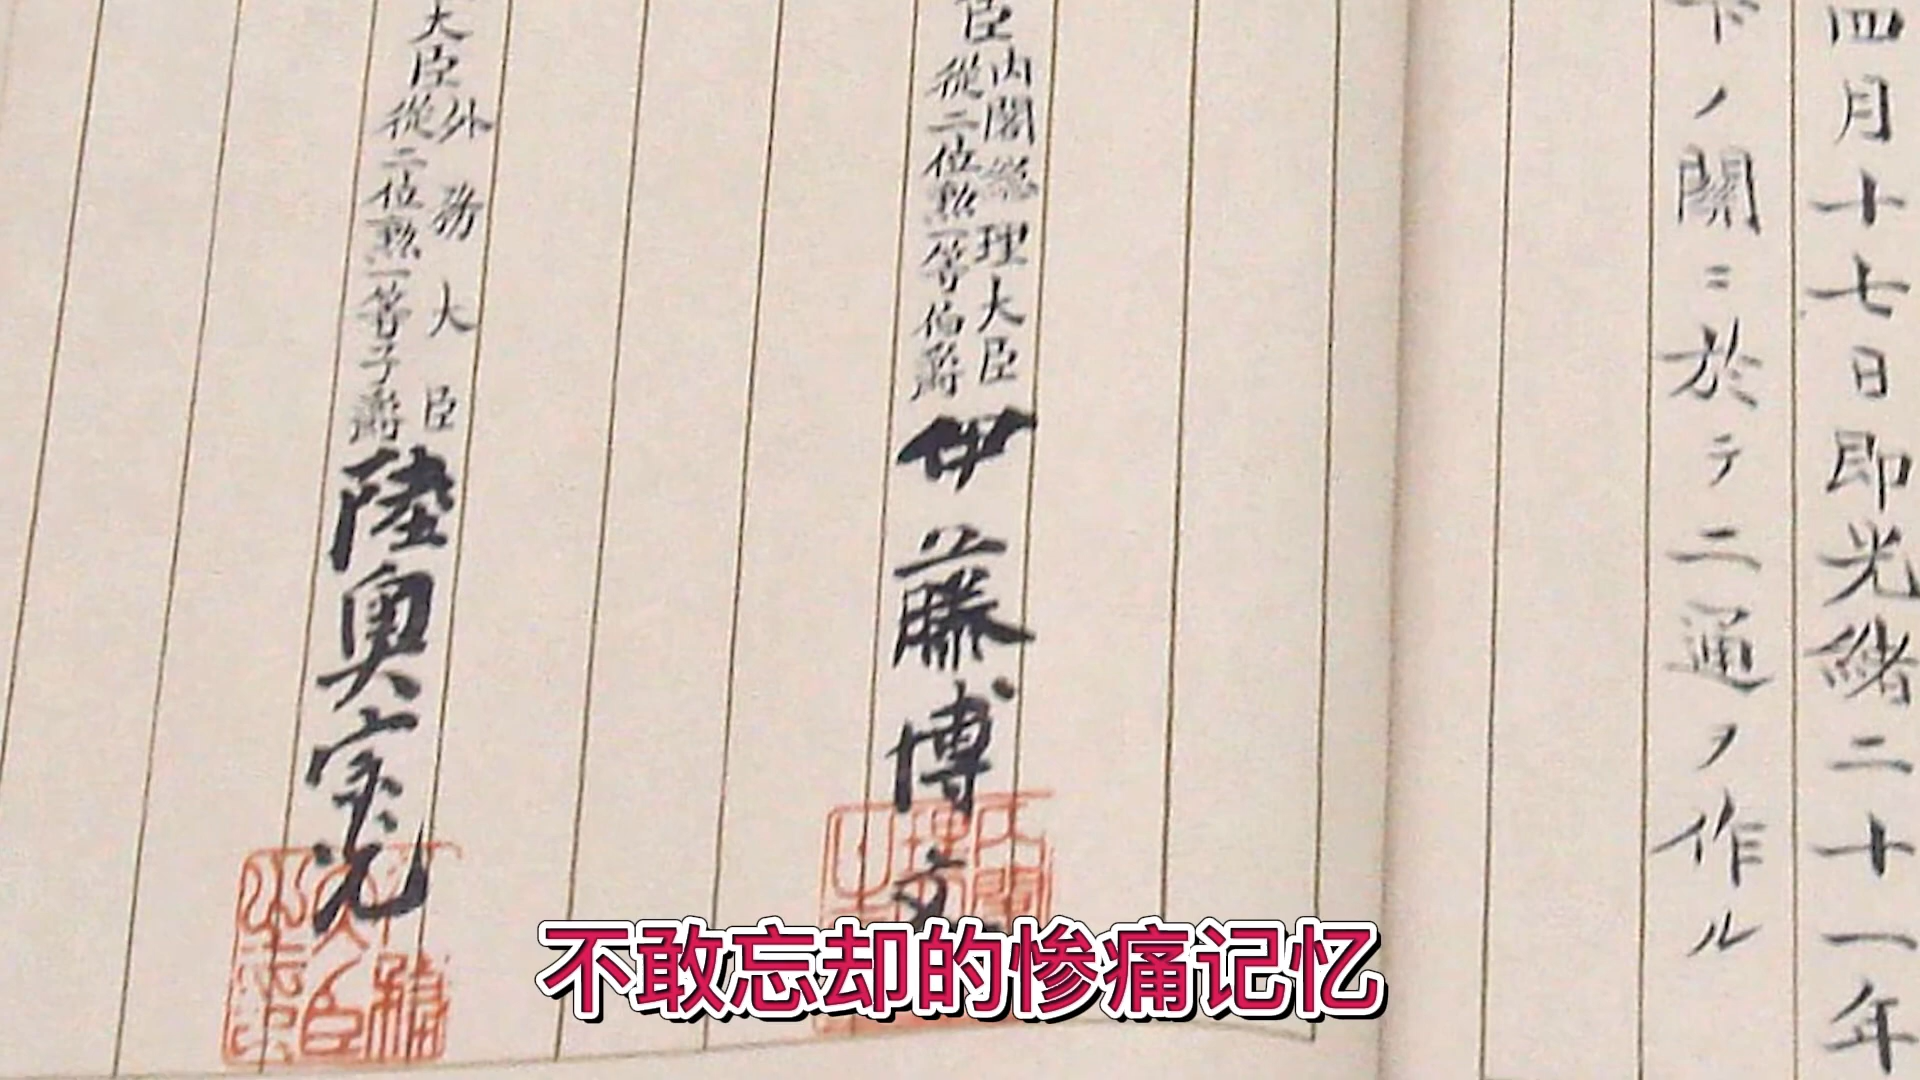 四月十七日即光緒二十一年
下ノ關ニ於テ二通ヲ作ル
臣內閣總理大臣
從二位勲一等伯爵
伊藤博文
大臣外務大臣
從二位勲一等子爵
陸奥宗光
不敢忘却的惨痛记忆